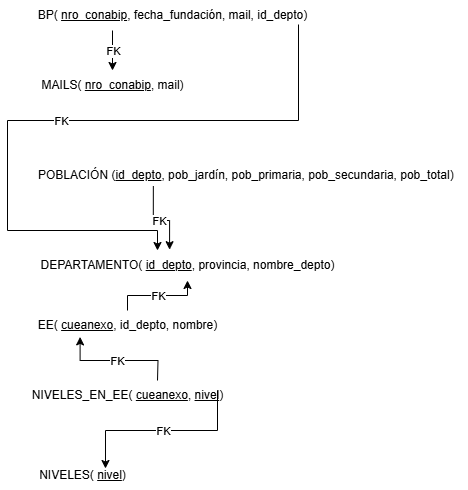 BP( nro_conabip, fecha_fundación, mail, id_depto)
FK
MAILS( nro_conabip, mail)
FK
POBLACIÓN (id_depto, pob_jardín, pob_primaria, pob_secundaria, pob_total)
FK
DEPARTAMENTO( id_depto, provincia, nombre_depto)
FK
EE( cueanexo, id_depto, nombre)
FK
NIVELES_EN_EE( cueanexo, nivel)
FK
NIVELES( nivel)